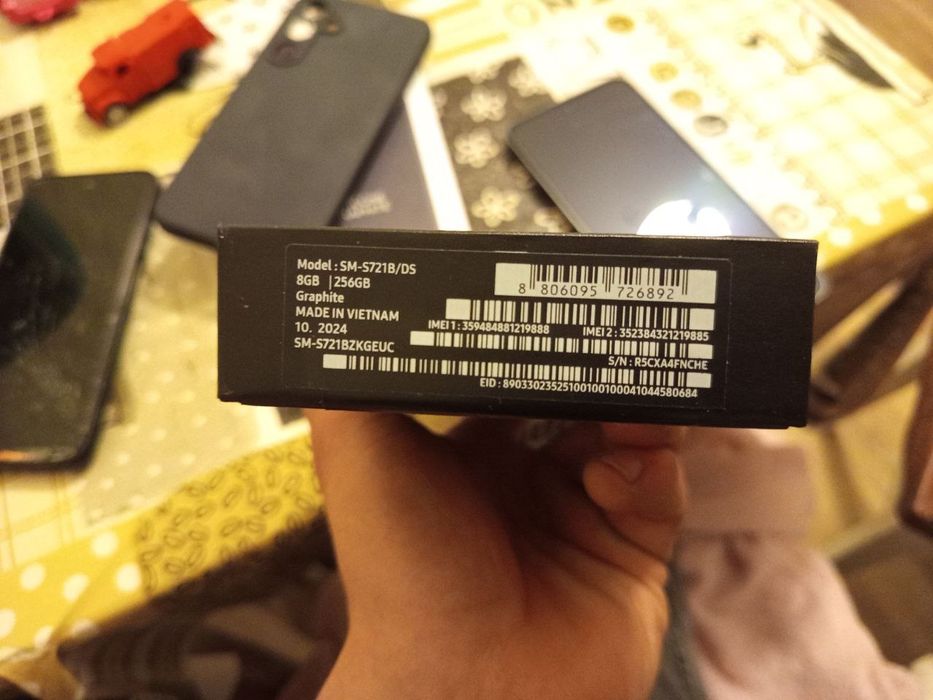 Model : SM-S721B/DS
8GB | 256GB
Graphite
MADE IN VIETNAM
10. 2024
SM-S721BZKGEUC
8 806095 726892
IMEI 1 : 359484881219888
IMEI 2 : 352384321219885
S/N : R5CXA4FNCHE
EID : 89033023525100100100041044580684